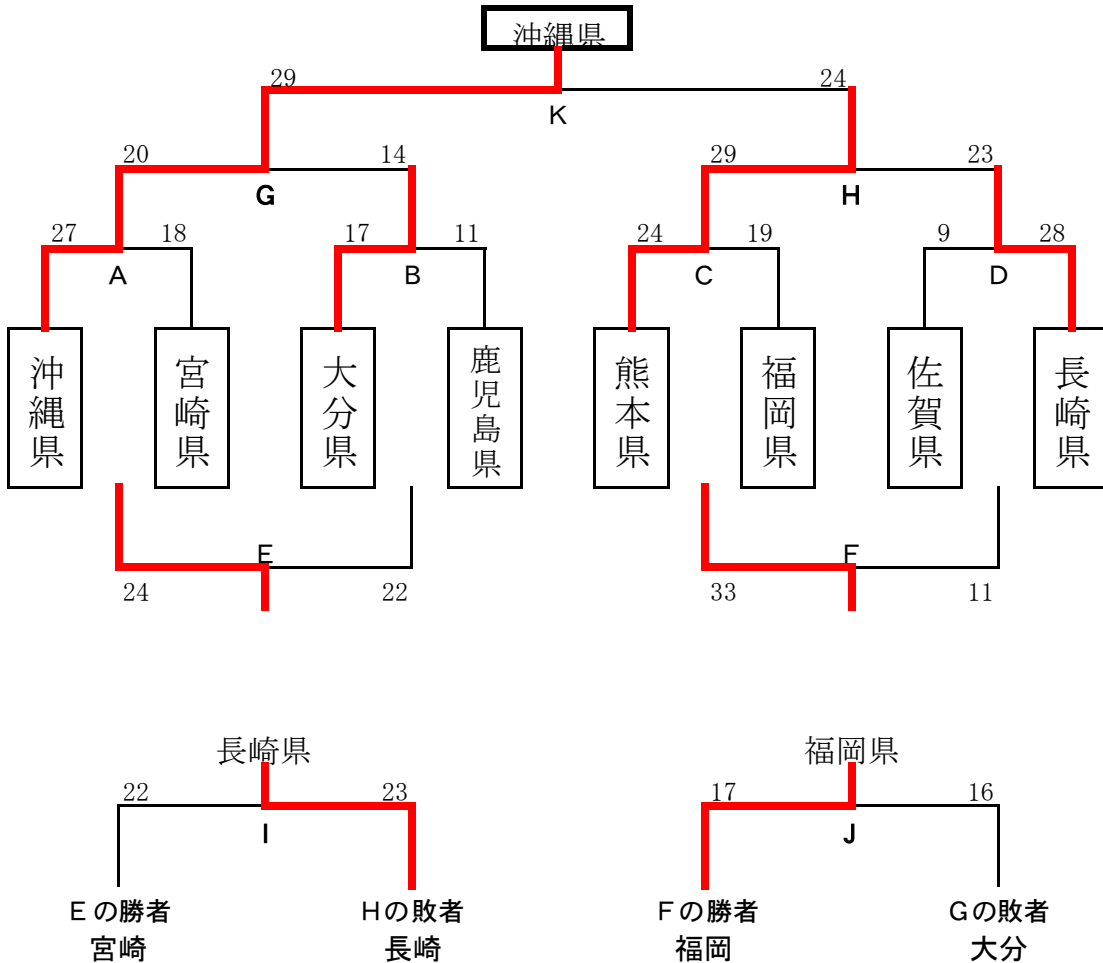 沖縄県
29 24
K
20 14 29 23
G H
27 18 17 11 24 19 9 28
A B C D
沖縄県
宮崎県
大分県
鹿児島県
熊本県
福岡県
佐賀県
長崎県
E F
24 22 33 11
長崎県 福岡県
22 23 17 16
I J
Eの勝者 Hの敗者 Fの勝者 Gの敗者
宮崎 長崎 福岡 大分